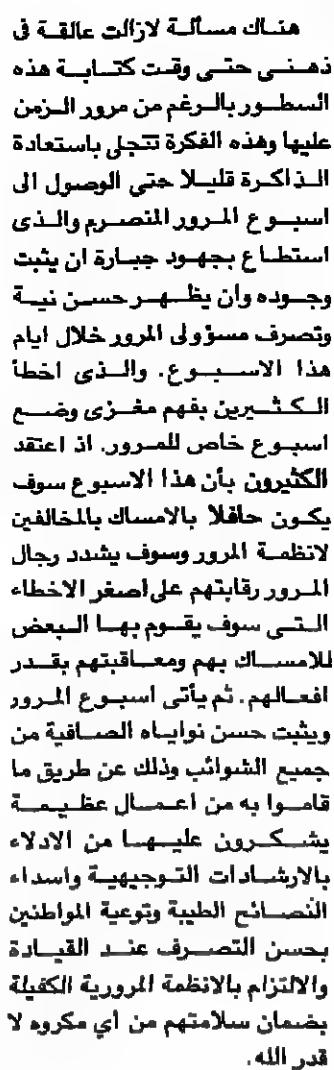 هناك مسألة لازالت عالقة فى
ذهنى حتى وقت كتابة هذه
السطور بالرغم من مرور الزمن
عليها وهذه الفكرة تتجلى باستعادة
الذاكرة قليلا حتي الوصول الى
اسبوع المرور المنصرم والذى
استطاع بجهود جبارة ان يثبت
وجوده وان يظهر حسن نية
وتصرف مسؤولى المرور خلال ايام
هذا الاسبوع. والذى اخطأ
الكثيرين بفهم مغزى وضع
اسبوع خاص للمرور. اذ اعتقد
الكثيرون بأن هذا الاسبوع سوف
يكون حافلا بالامساك بالمخالفين
لانظمة المرور وسوف يشدد رجال
المرور رقابتهم على اصغر الاخطاء
التى سوف يقوم بها البعض
للامساك بهم ومعاقبتهم بقدر
افعالهم. ثم يأتى اسبوع المرور
ويثبت حسن نواياه الصافية من
جميع الشوائب وذلك عن طريق ما
قاموا به من اعمال عظيمة
يشكرون عليها من الادلاء
بالارشادات التوجيهية واسداء
النصائح الطيبة وتوعية المواطنين
بحسن التصرف عند القيادة
والالتزام بالانظمة المرورية الكفيلة
بضمان سلامتهم من أي مكروه لا
قدر الله.